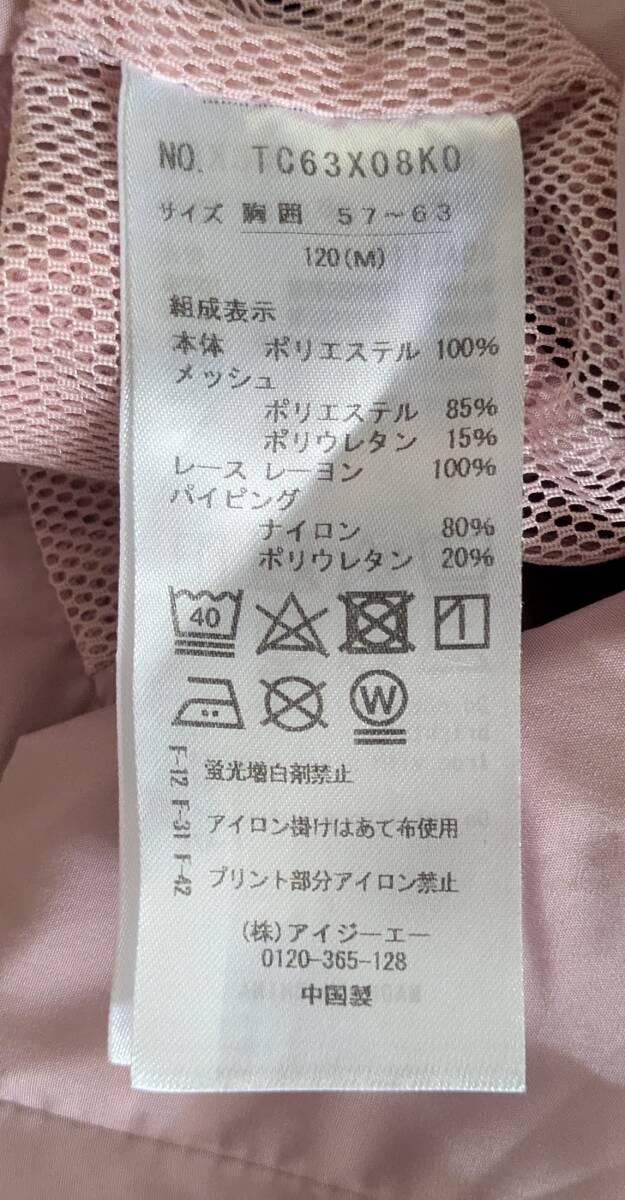 NO. TC63X08K0
サイズ 胸囲 57~63
120(M)
組成表示
本体 ポリエステル 100%
メッシュ
ポリエステル 85%
ポリウレタン 15%
レース レーヨン 100%
パイピング
ナイロン 80%
ポリウレタン 20%
40
W
F-12 F-31 F-42
蛍光増白剤禁止
アイロン掛けはあて布使用
プリント部分アイロン禁止
(株)アイジーエー
0120-365-128
中国製